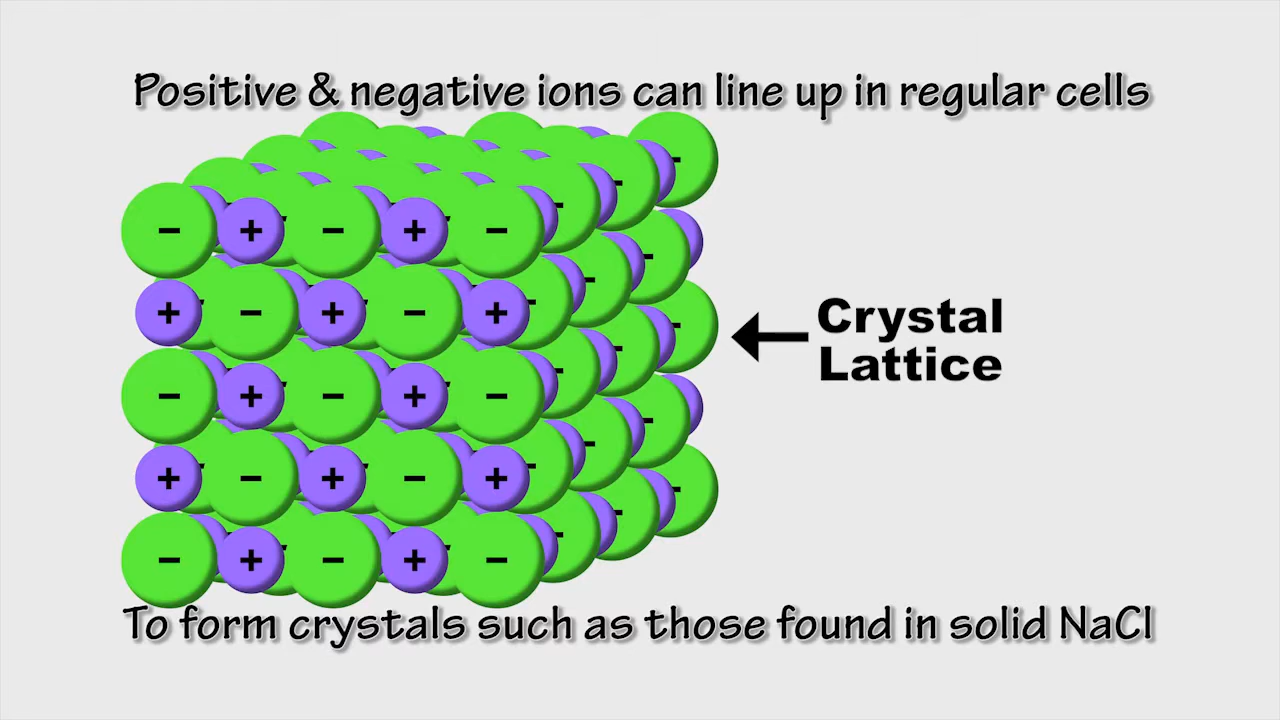 Positive & negative ions can line up in regular cells
− + − + −
+ − + − +
− + − + −
+ − + − +
− + − + −
Crystal
Lattice
To form crystals such as those found in solid NaCl